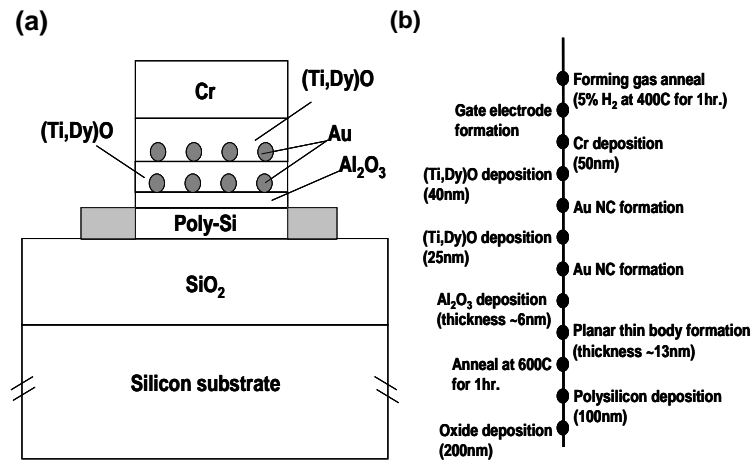 (a)
Cr
(Ti,Dy)O
(Ti,Dy)O
Au
Al₂O₃
Poly-Si
SiO₂
Silicon substrate
(b)
Forming gas anneal
(5% H₂ at 400C for 1hr.)
Gate electrode
formation
Cr deposition
(50nm)
(Ti,Dy)O deposition
(40nm)
Au NC formation
(Ti,Dy)O deposition
(25nm)
Au NC formation
Al₂O₃ deposition
(thickness ~6nm)
Planar thin body formation
(thickness ~13nm)
Anneal at 600C
for 1hr.
Polysilicon deposition
(100nm)
Oxide deposition
(200nm)